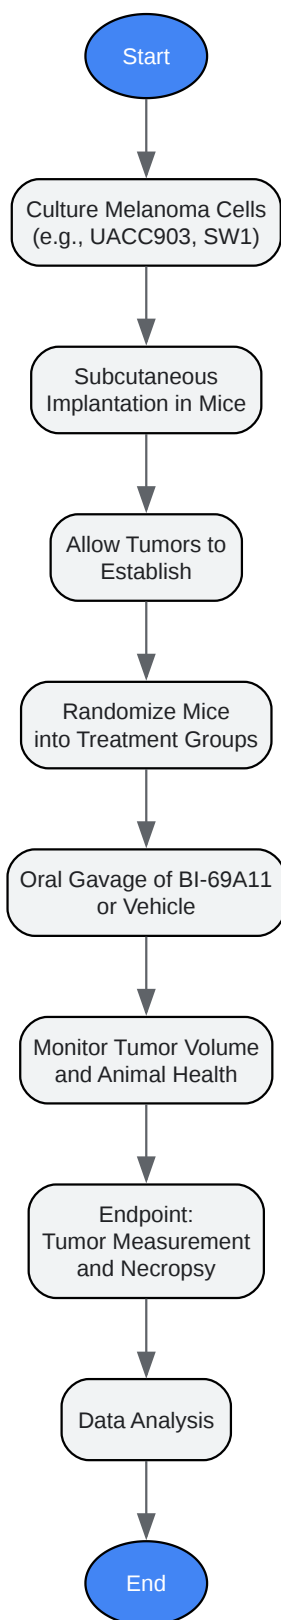 Start
Culture Melanoma Cells
(e.g., UACC903, SW1)
Subcutaneous
Implantation in Mice
Allow Tumors to
Establish
Randomize Mice
into Treatment Groups
Oral Gavage of BI-69A11
or Vehicle
Monitor Tumor Volume
and Animal Health
Endpoint:
Tumor Measurement
and Necropsy
Data Analysis
End